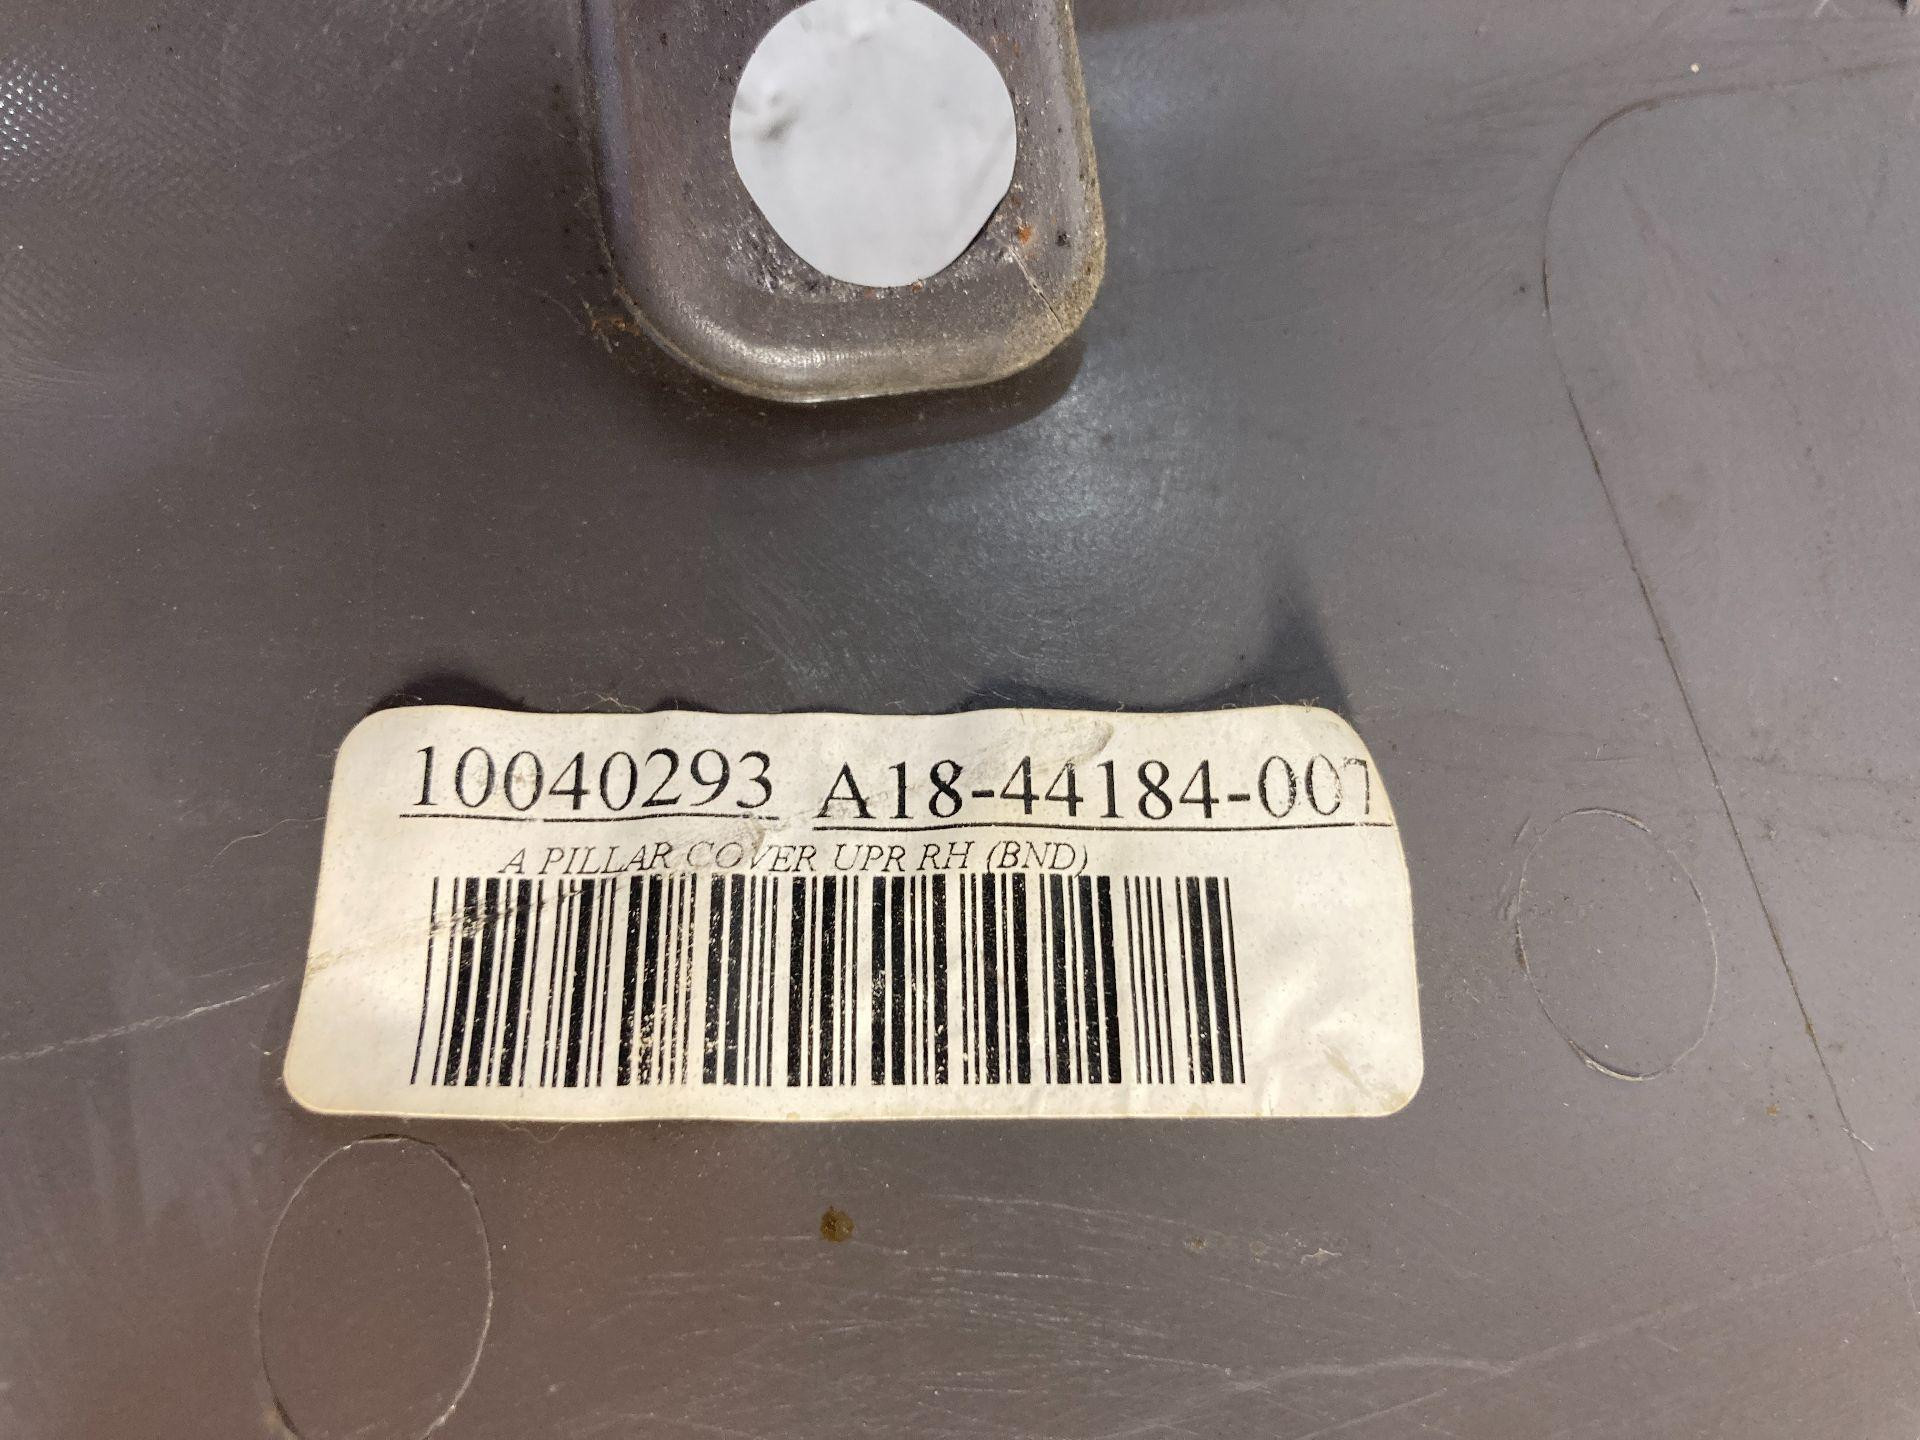 10040293 A18-44184-007
A PILLAR COVER UPR RH (BND)